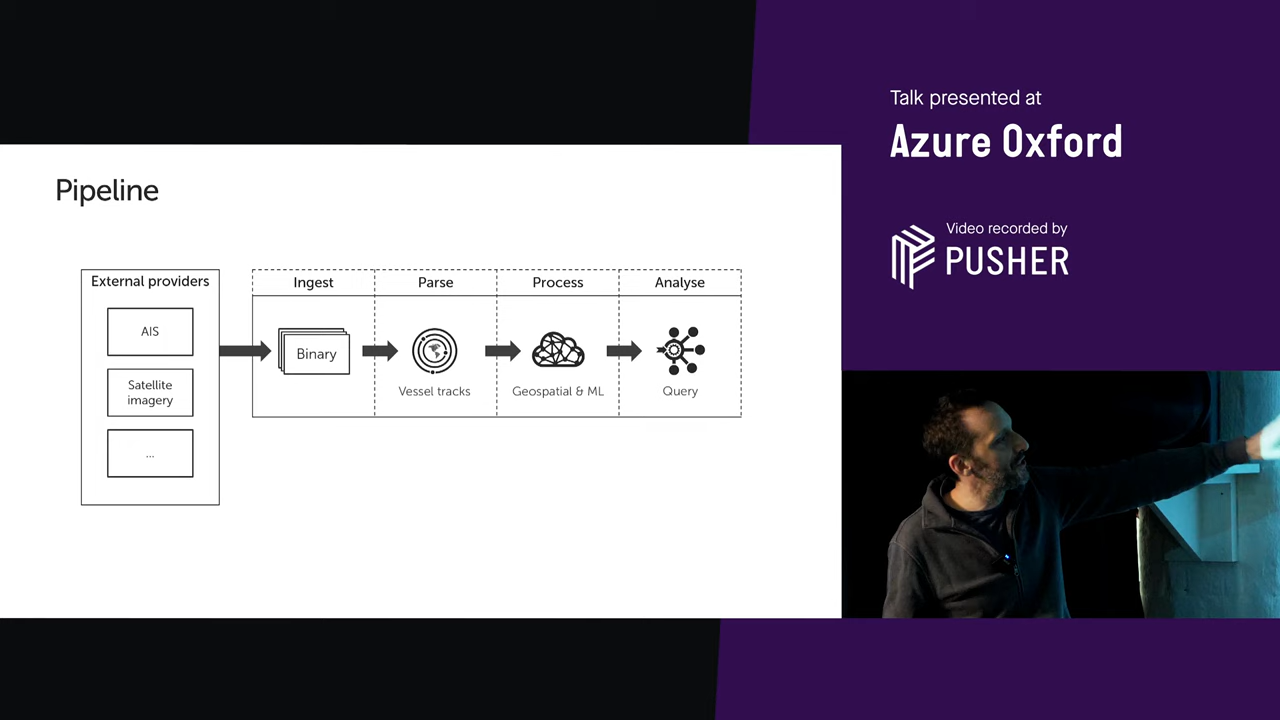 Talk presented at
Azure Oxford
Video recorded by
PUSHER
Pipeline
External providers
AIS
Satellite
imagery
...
Ingest
Parse
Process
Analyse
Binary
Vessel tracks
Geospatial & ML
Query